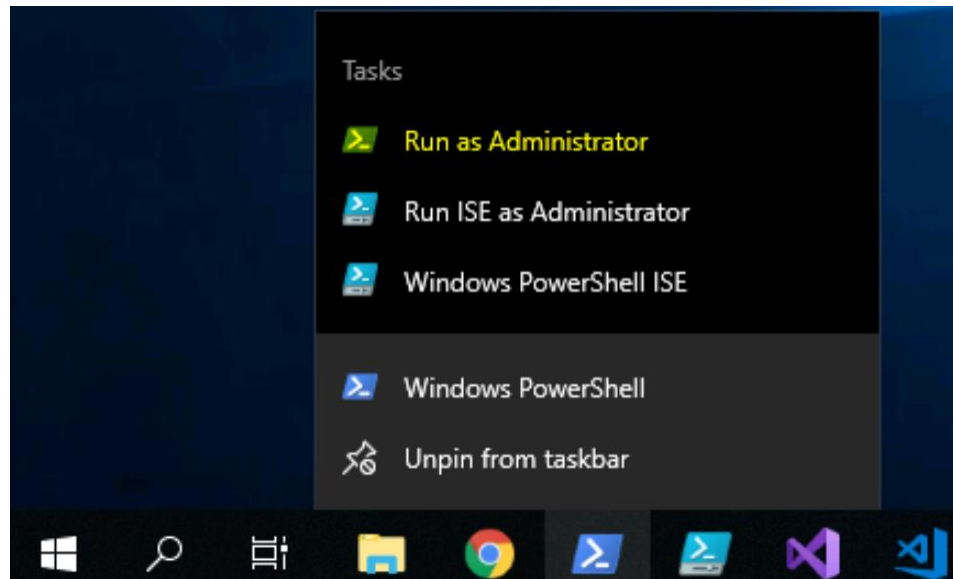 Tasks
Run as Administrator
Run ISE as Administrator
Windows PowerShell ISE
Windows PowerShell
Unpin from taskbar